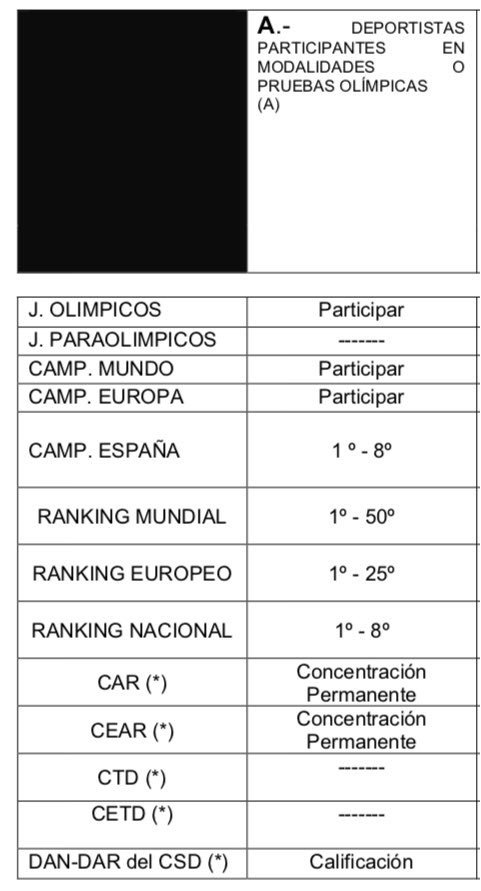 A.- DEPORTISTAS
PARTICIPANTES EN
MODALIDADES O
PRUEBAS OLÍMPICAS
(A)
J. OLIMPICOS Participar
J. PARAOLIMPICOS -------
CAMP. MUNDO Participar
CAMP. EUROPA Participar
CAMP. ESPAÑA 1 º - 8º
RANKING MUNDIAL 1º - 50º
RANKING EUROPEO 1º - 25º
RANKING NACIONAL 1º - 8º
CAR (*) Concentración
Permanente
CEAR (*) Concentración
Permanente
CTD (*) -------
CETD (*) -------
DAN-DAR del CSD (*) Calificación